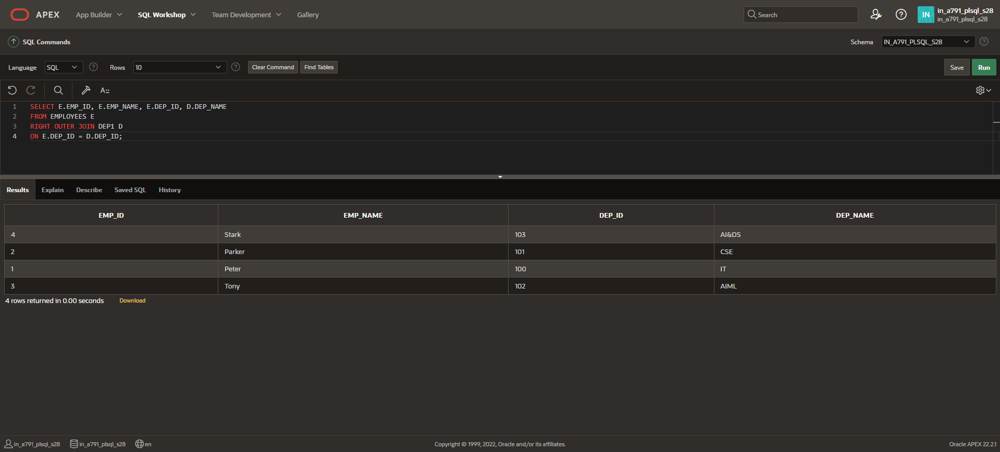 APEX App Builder SQL Workshop Team Development Gallery Search IN in_a791_plsql_s28
in_a791_plsql_s28
SQL Commands Schema IN_A791_PLSQL_S28
Language SQL Rows 10 Clear Command Find Tables Save Run
A::
1 SELECT E.EMP_ID, E.EMP_NAME, E.DEP_ID, D.DEP_NAME
2 FROM EMPLOYEES E
3 RIGHT OUTER JOIN DEP1 D
4 ON E.DEP_ID = D.DEP_ID;
Results Explain Describe Saved SQL History
EMP_ID EMP_NAME DEP_ID DEP_NAME
4 Stark 103 AI&DS
2 Parker 101 CSE
1 Peter 100 IT
3 Tony 102 AIML
4 rows returned in 0.00 seconds Download
in_a791_plsql_s28 in_a791_plsql_s28 en Copyright © 1999, 2022, Oracle and/or its affiliates. Oracle APEX 22.2.1